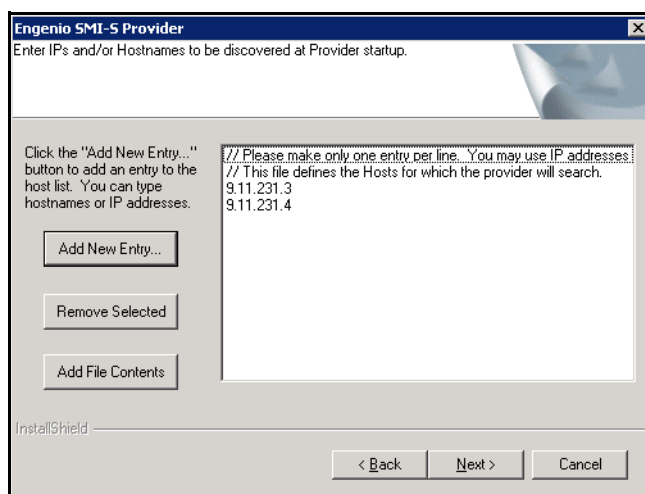 Engenio SMI-S Provider
Enter IPs and/or Hostnames to be discovered at Provider startup.
Click the "Add New Entry..."
button to add an entry to the
host list. You can type
hostnames or IP addresses.
Add New Entry...
Remove Selected
Add File Contents
// Please make only one entry per line. You may use IP addresses
// This file defines the Hosts for which the provider will search.
9.11.231.3
9.11.231.4
InstallShield
< Back
Next >
Cancel